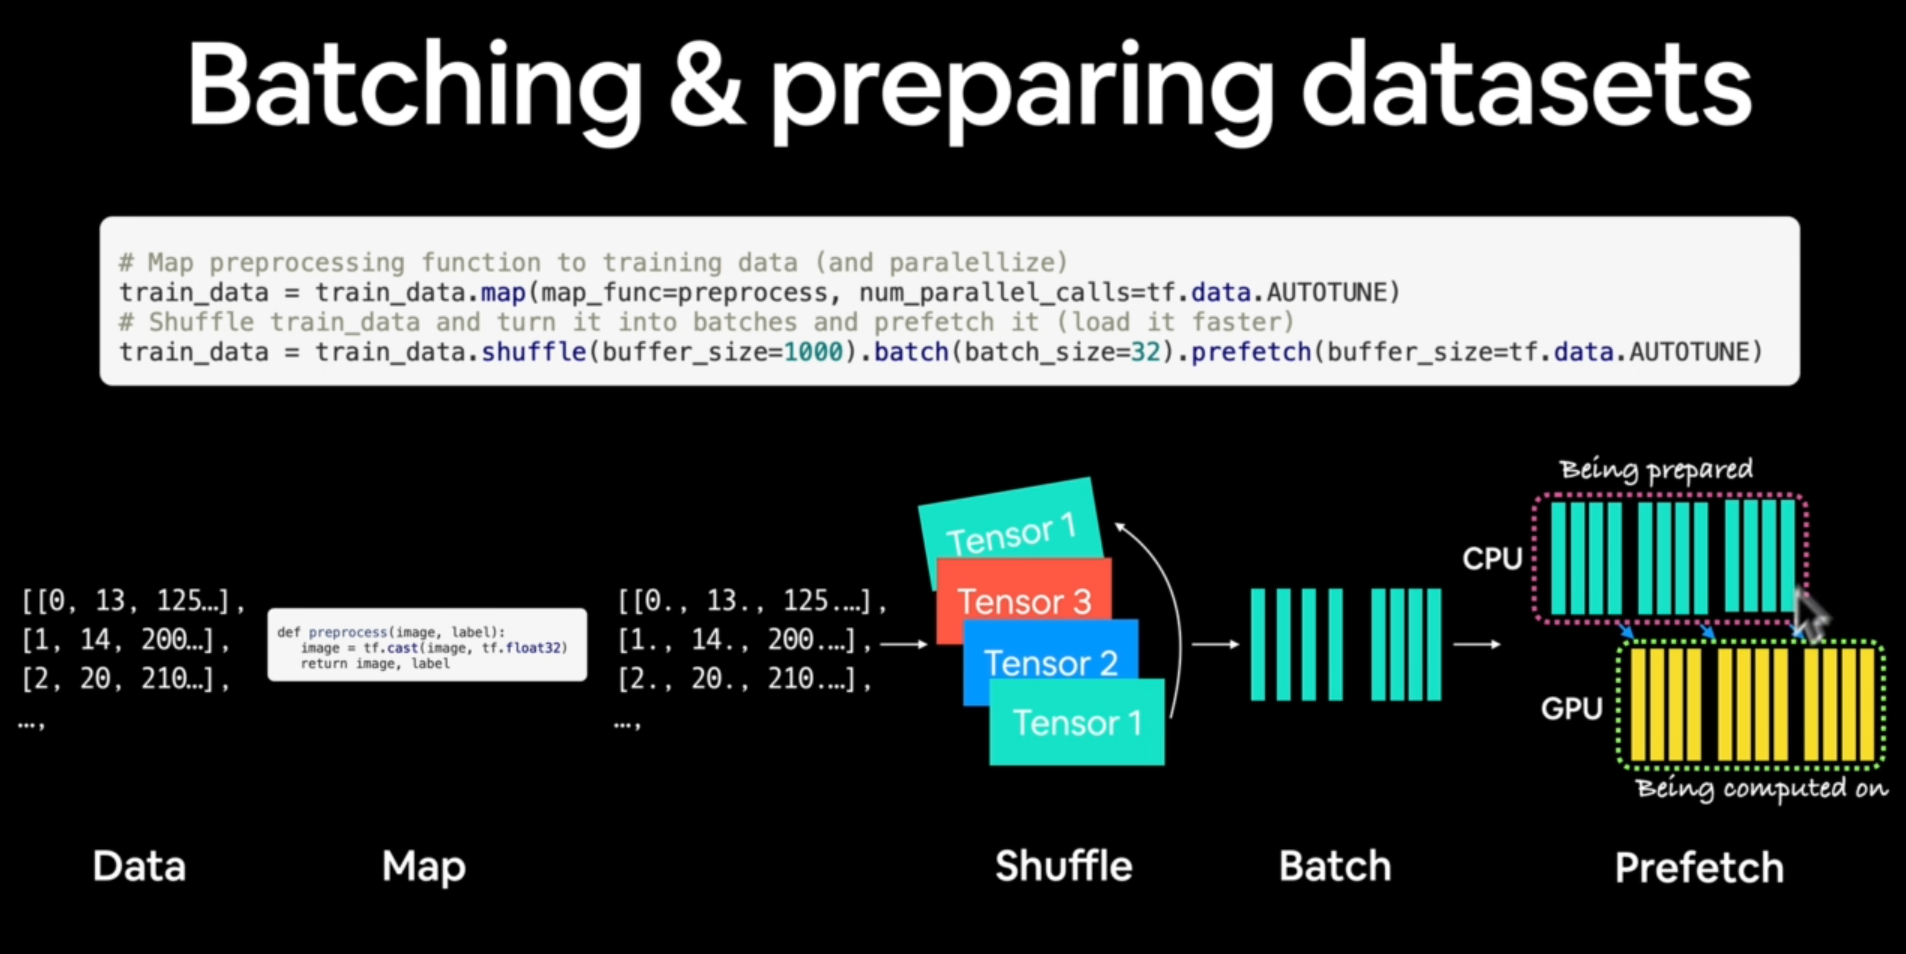 Batching & preparing datasets
# Map preprocessing function to training data (and paralellize)
train_data = train_data.map(map_func=preprocess, num_parallel_calls=tf.data.AUTOTUNE)
# Shuffle train_data and turn it into batches and prefetch it (load it faster)
train_data = train_data.shuffle(buffer_size=1000).batch(batch_size=32).prefetch(buffer_size=tf.data.AUTOTUNE)
[[0, 13, 125…],
[1, 14, 200…],
[2, 20, 210…],
…,
def preprocess(image, label):
image = tf.cast(image, tf.float32)
return image, label
[[0., 13., 125.…],
[1., 14., 200.…],
[2., 20., 210.…],
…,
Tensor 1
Tensor 3
Tensor 2
Tensor 1
Being prepared
CPU
GPU
Being computed on
Data
Map
Shuffle
Batch
Prefetch